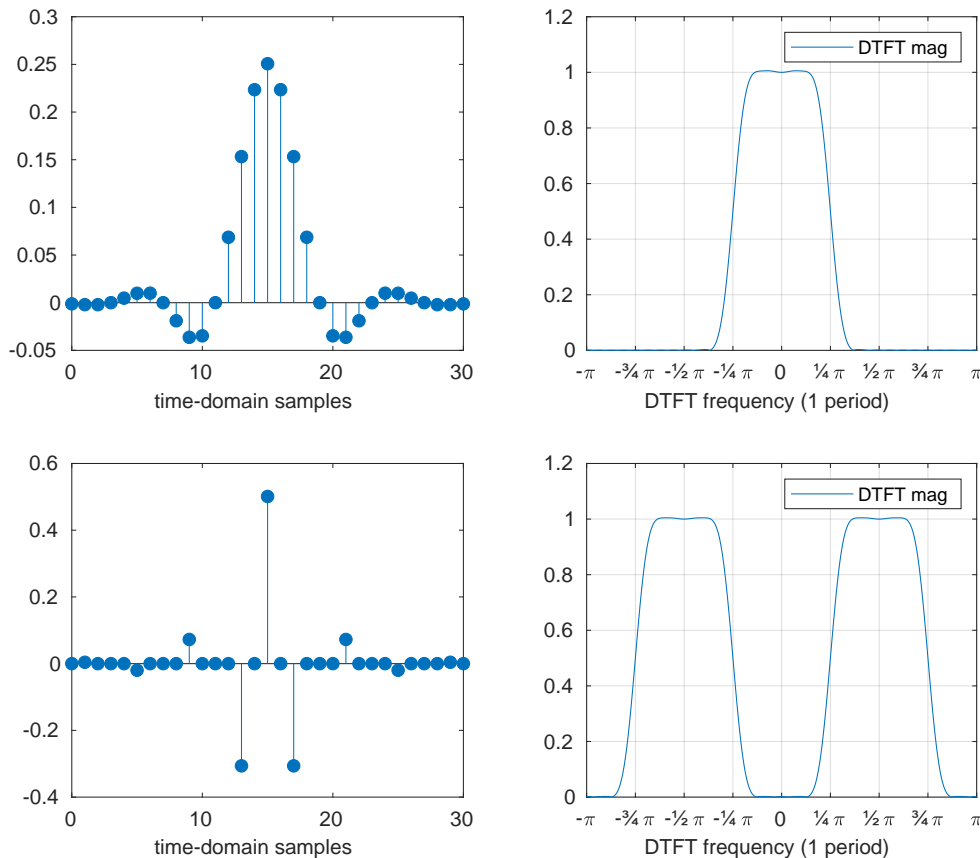 0.3
0.25
0.2
0.15
0.1
0.05
0
-0.05
0 10 20 30
time-domain samples
1.2
1
0.8
0.6
0.4
0.2
0
DTFT mag
-π -¾ π -½ π -¼ π 0 ¼ π ½ π ¾ π π
DTFT frequency (1 period)
0.6
0.4
0.2
0
-0.2
-0.4
0 10 20 30
time-domain samples
1.2
1
0.8
0.6
0.4
0.2
0
DTFT mag
-π -¾ π -½ π -¼ π 0 ¼ π ½ π ¾ π π
DTFT frequency (1 period)